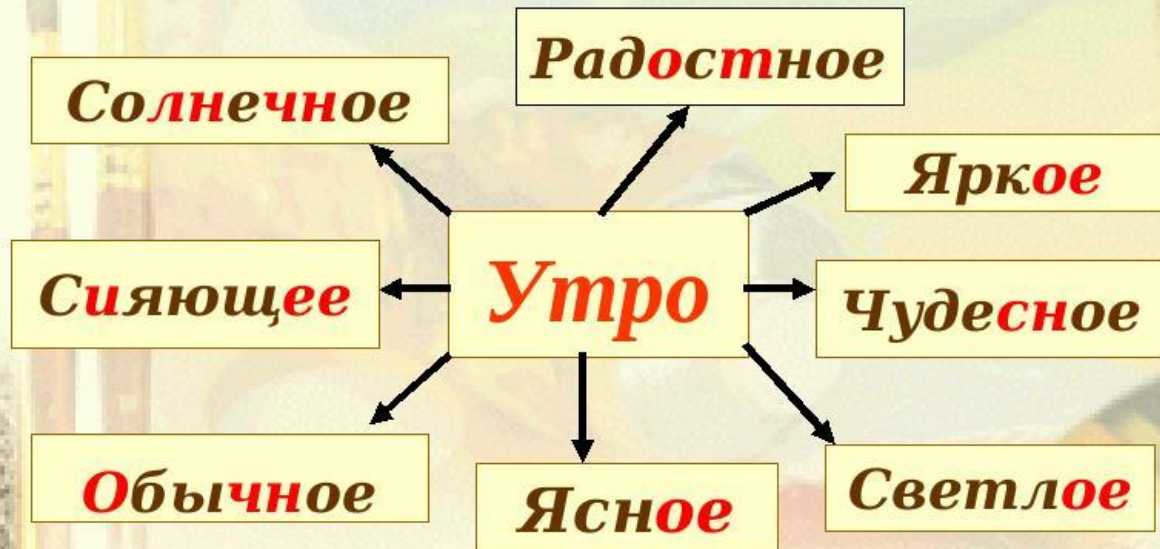 Радостное
Солнечное
Яркое
Сияющее
Утро
Чудесное
Обычное
Ясное
Светлое